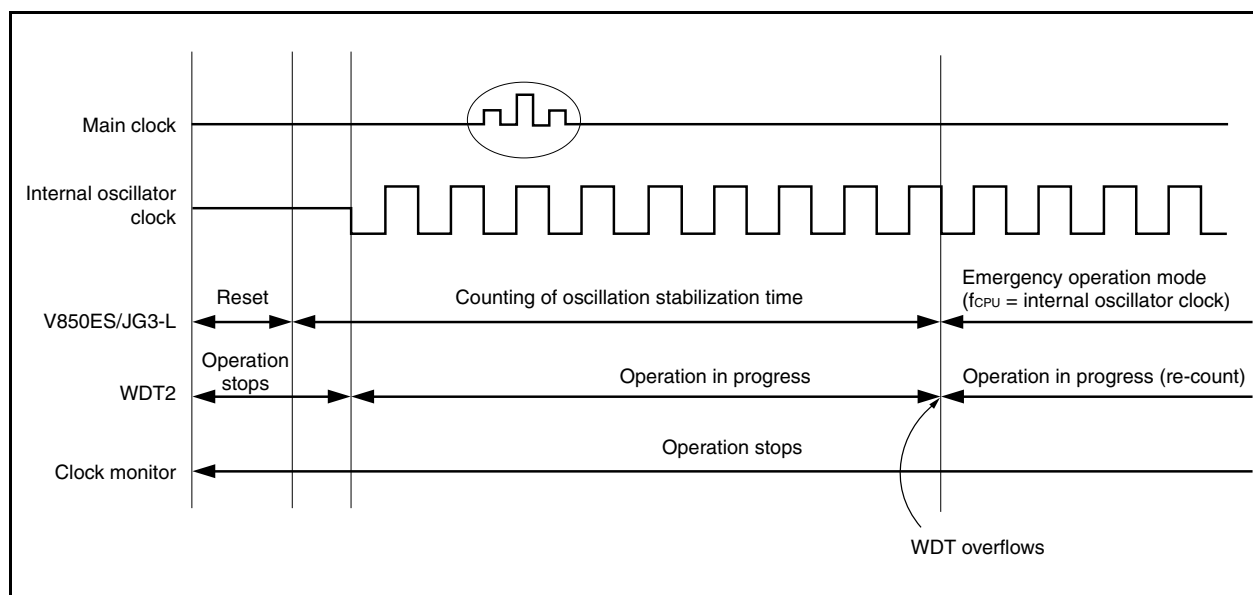 Main clock
Internal oscillator
clock
Emergency operation mode
(fCPU = internal oscillator clock)
Reset
Counting of oscillation stabilization time
V850ES/JG3-L
Operation
stops
Operation in progress
Operation in progress (re-count)
WDT2
Operation stops
Clock monitor
WDT overflows